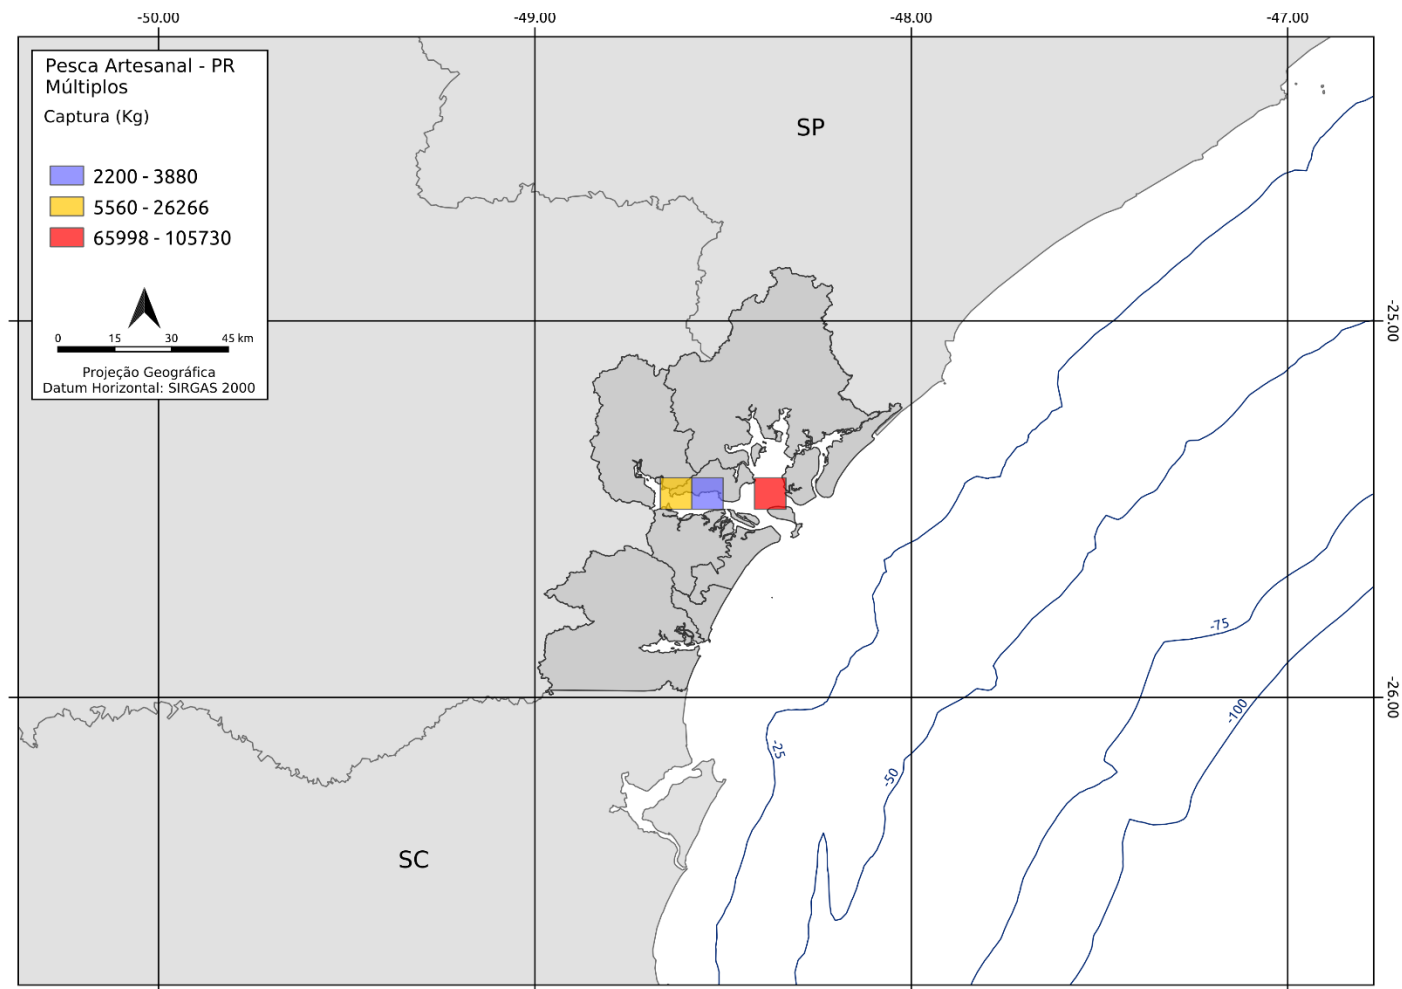 -50.00 -49.00 -48.00 -47.00
Pesca Artesanal - PR
Múltiplos
Captura (Kg)
2200 - 3880
5560 - 26266
65998 - 105730
0 15 30 45 km
Projeção Geográfica
Datum Horizontal: SIRGAS 2000
SP
-25.00
-75
-26.00
-100
-25
-50
SC